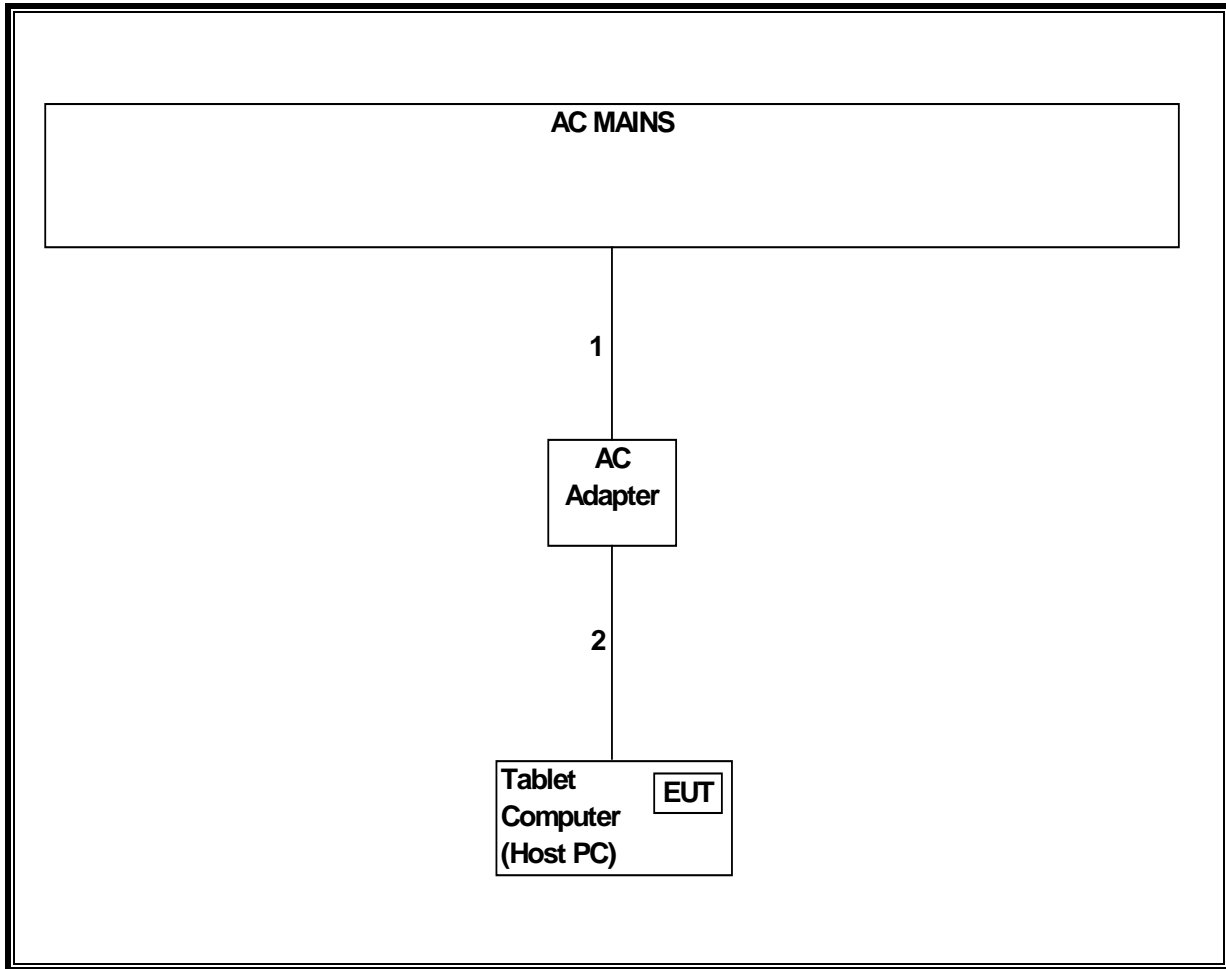 AC MAINS
1
AC
Adapter
2
Tablet
Computer
(Host PC)
EUT